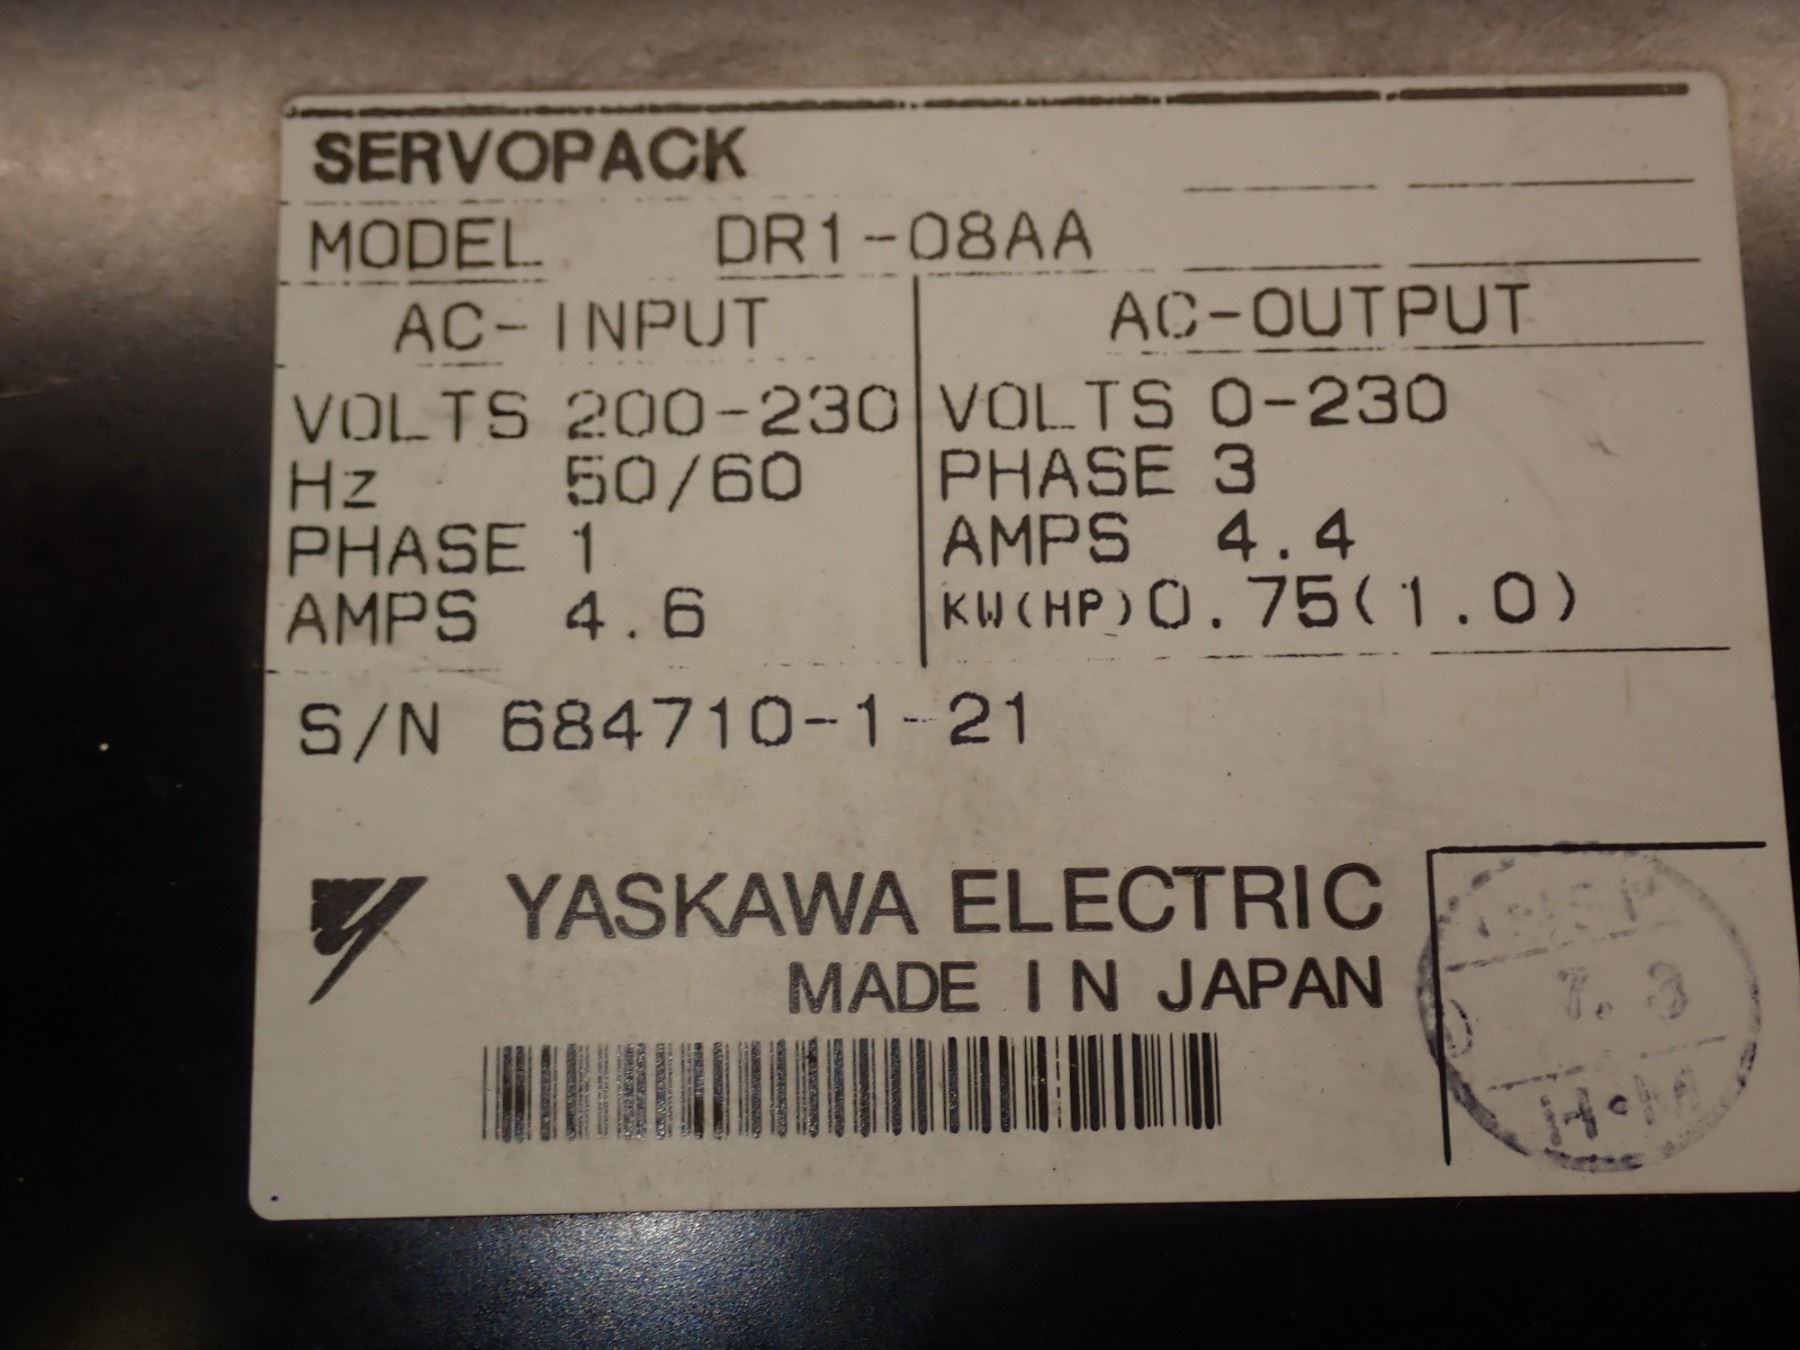 SERVOPACK
MODEL DR1-08AA
AC-INPUT
VOLTS 200-230
Hz 50/60
PHASE 1
AMPS 4.6
AC-OUTPUT
VOLTS 0-230
PHASE 3
AMPS 4.4
KW(HP)0.75(1.0)
S/N 684710-1-21
YASKAWA ELECTRIC
MADE IN JAPAN
H.M